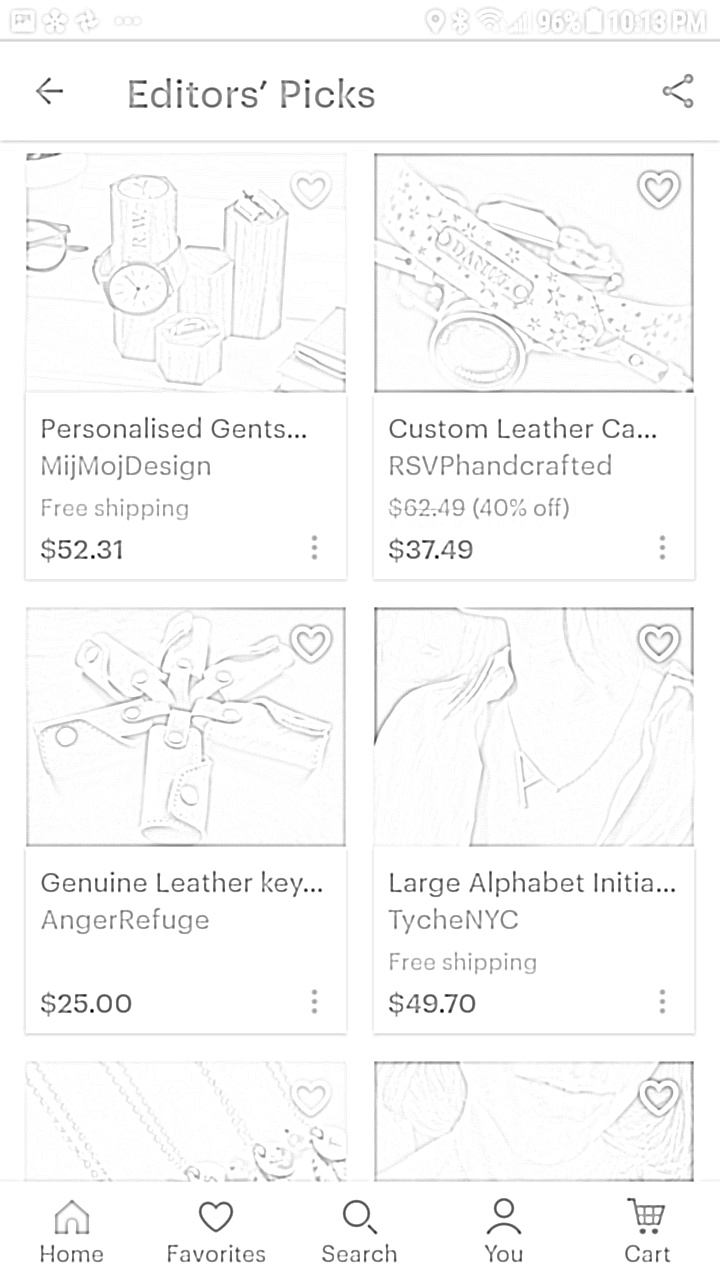 96% 10:13 PM
Editors’ Picks
R.W.
DANIEL
Personalised Gents...
MijMojDesign
Free shipping
$52.31
Custom Leather Ca...
RSVPhandcrafted
$62.49 (40% off)
$37.49
Genuine Leather key...
AngerRefuge
$25.00
Large Alphabet Initia...
TycheNYC
Free shipping
$49.70
A
Home
Favorites
Search
You
Cart